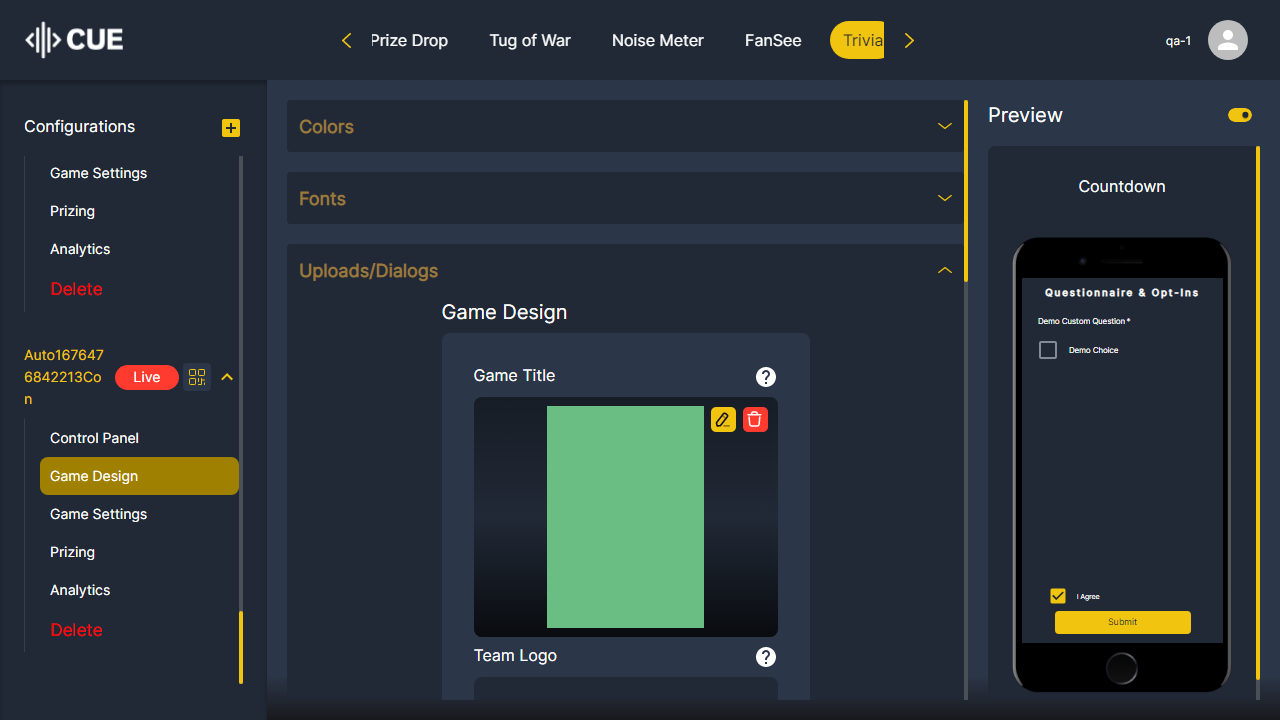 CUE
Prize Drop
Tug of War
Noise Meter
FanSee
Trivia
qa-1
Configurations
Game Settings
Prizing
Analytics
Delete
Auto167647
6842213Co
n
Live
Control Panel
Game Design
Game Settings
Prizing
Analytics
Delete
Colors
Fonts
Uploads/Dialogs
Game Design
Game Title
Team Logo
Preview
Countdown
Questionnaire & Opt-Ins
Demo Custom Question *
Demo Choice
I Agree
Submit